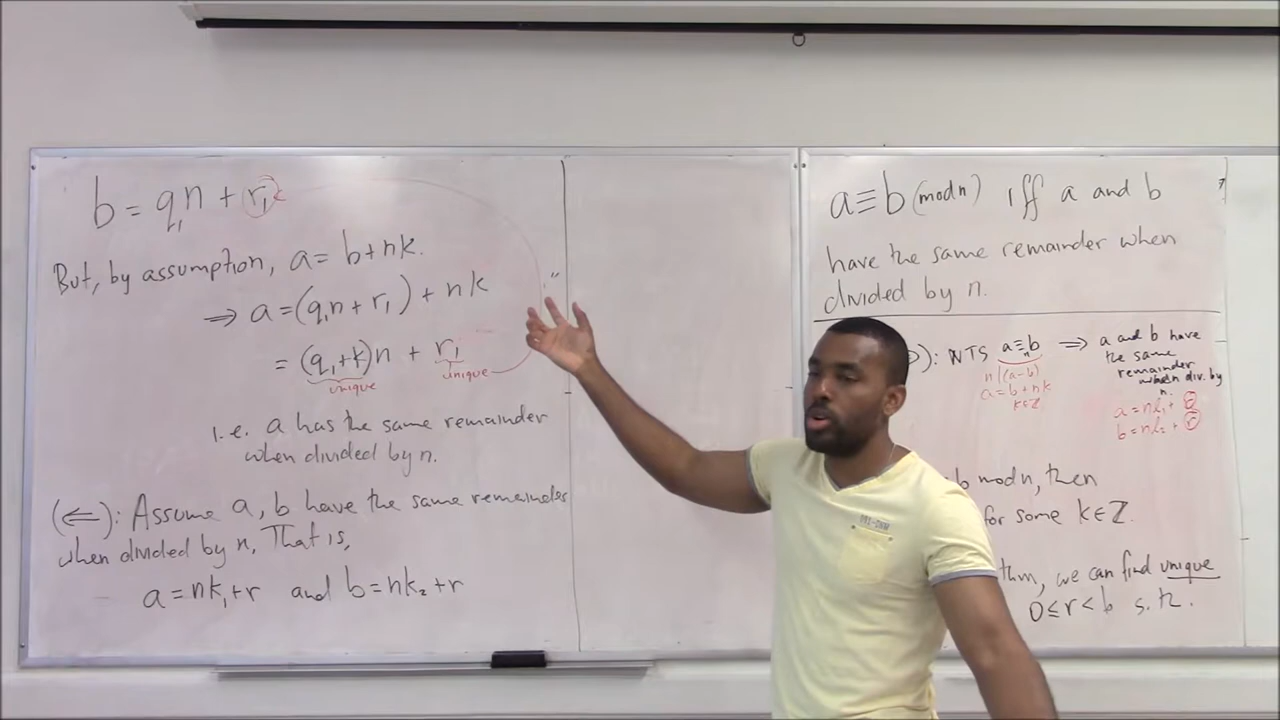 b = q₁n + r₁
But, by assumption, a = b+nk.
⇒ a = (q₁n + r₁) + nk
= (q₁+k)n + r₁
unique unique
i.e. a has the same remainder
when divided by n.
(⇐): Assume a, b have the same remainder
when divided by n. That is,
a = nk₁+r and b = nk₂+r
a ≡ b (mod n) iff a and b
have the same remainder when
divided by n.
): NTS a ≡ b ⇒ a and b have
n
the same
remainder
when div. by
n.
n | (a-b)
a = b + nk
k∈ℤ
a = nl₁ + r
b = nl₂ + r
b mod n, then
for some k∈ℤ.
thm, we can find unique
0 ≤ r < b s.th.